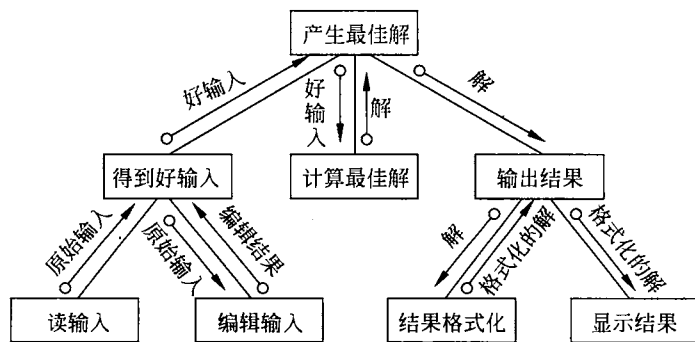 产生最佳解
好输入
好输入
解
解
得到好输入
计算最佳解
输出结果
原始输入
原始输入
编辑结果
解
格式化的解
格式化的解
读输入
编辑输入
结果格式化
显示结果